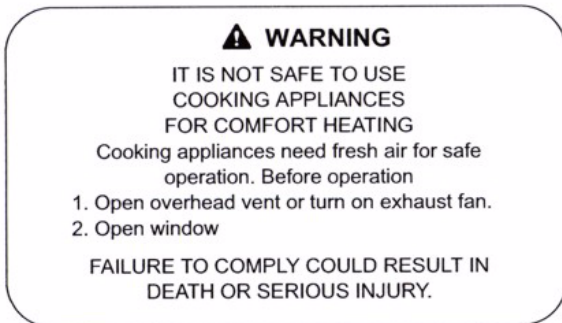 WARNING
IT IS NOT SAFE TO USE
COOKING APPLIANCES
FOR COMFORT HEATING
Cooking appliances need fresh air for safe
operation. Before operation
1. Open overhead vent or turn on exhaust fan.
2. Open window
FAILURE TO COMPLY COULD RESULT IN
DEATH OR SERIOUS INJURY.